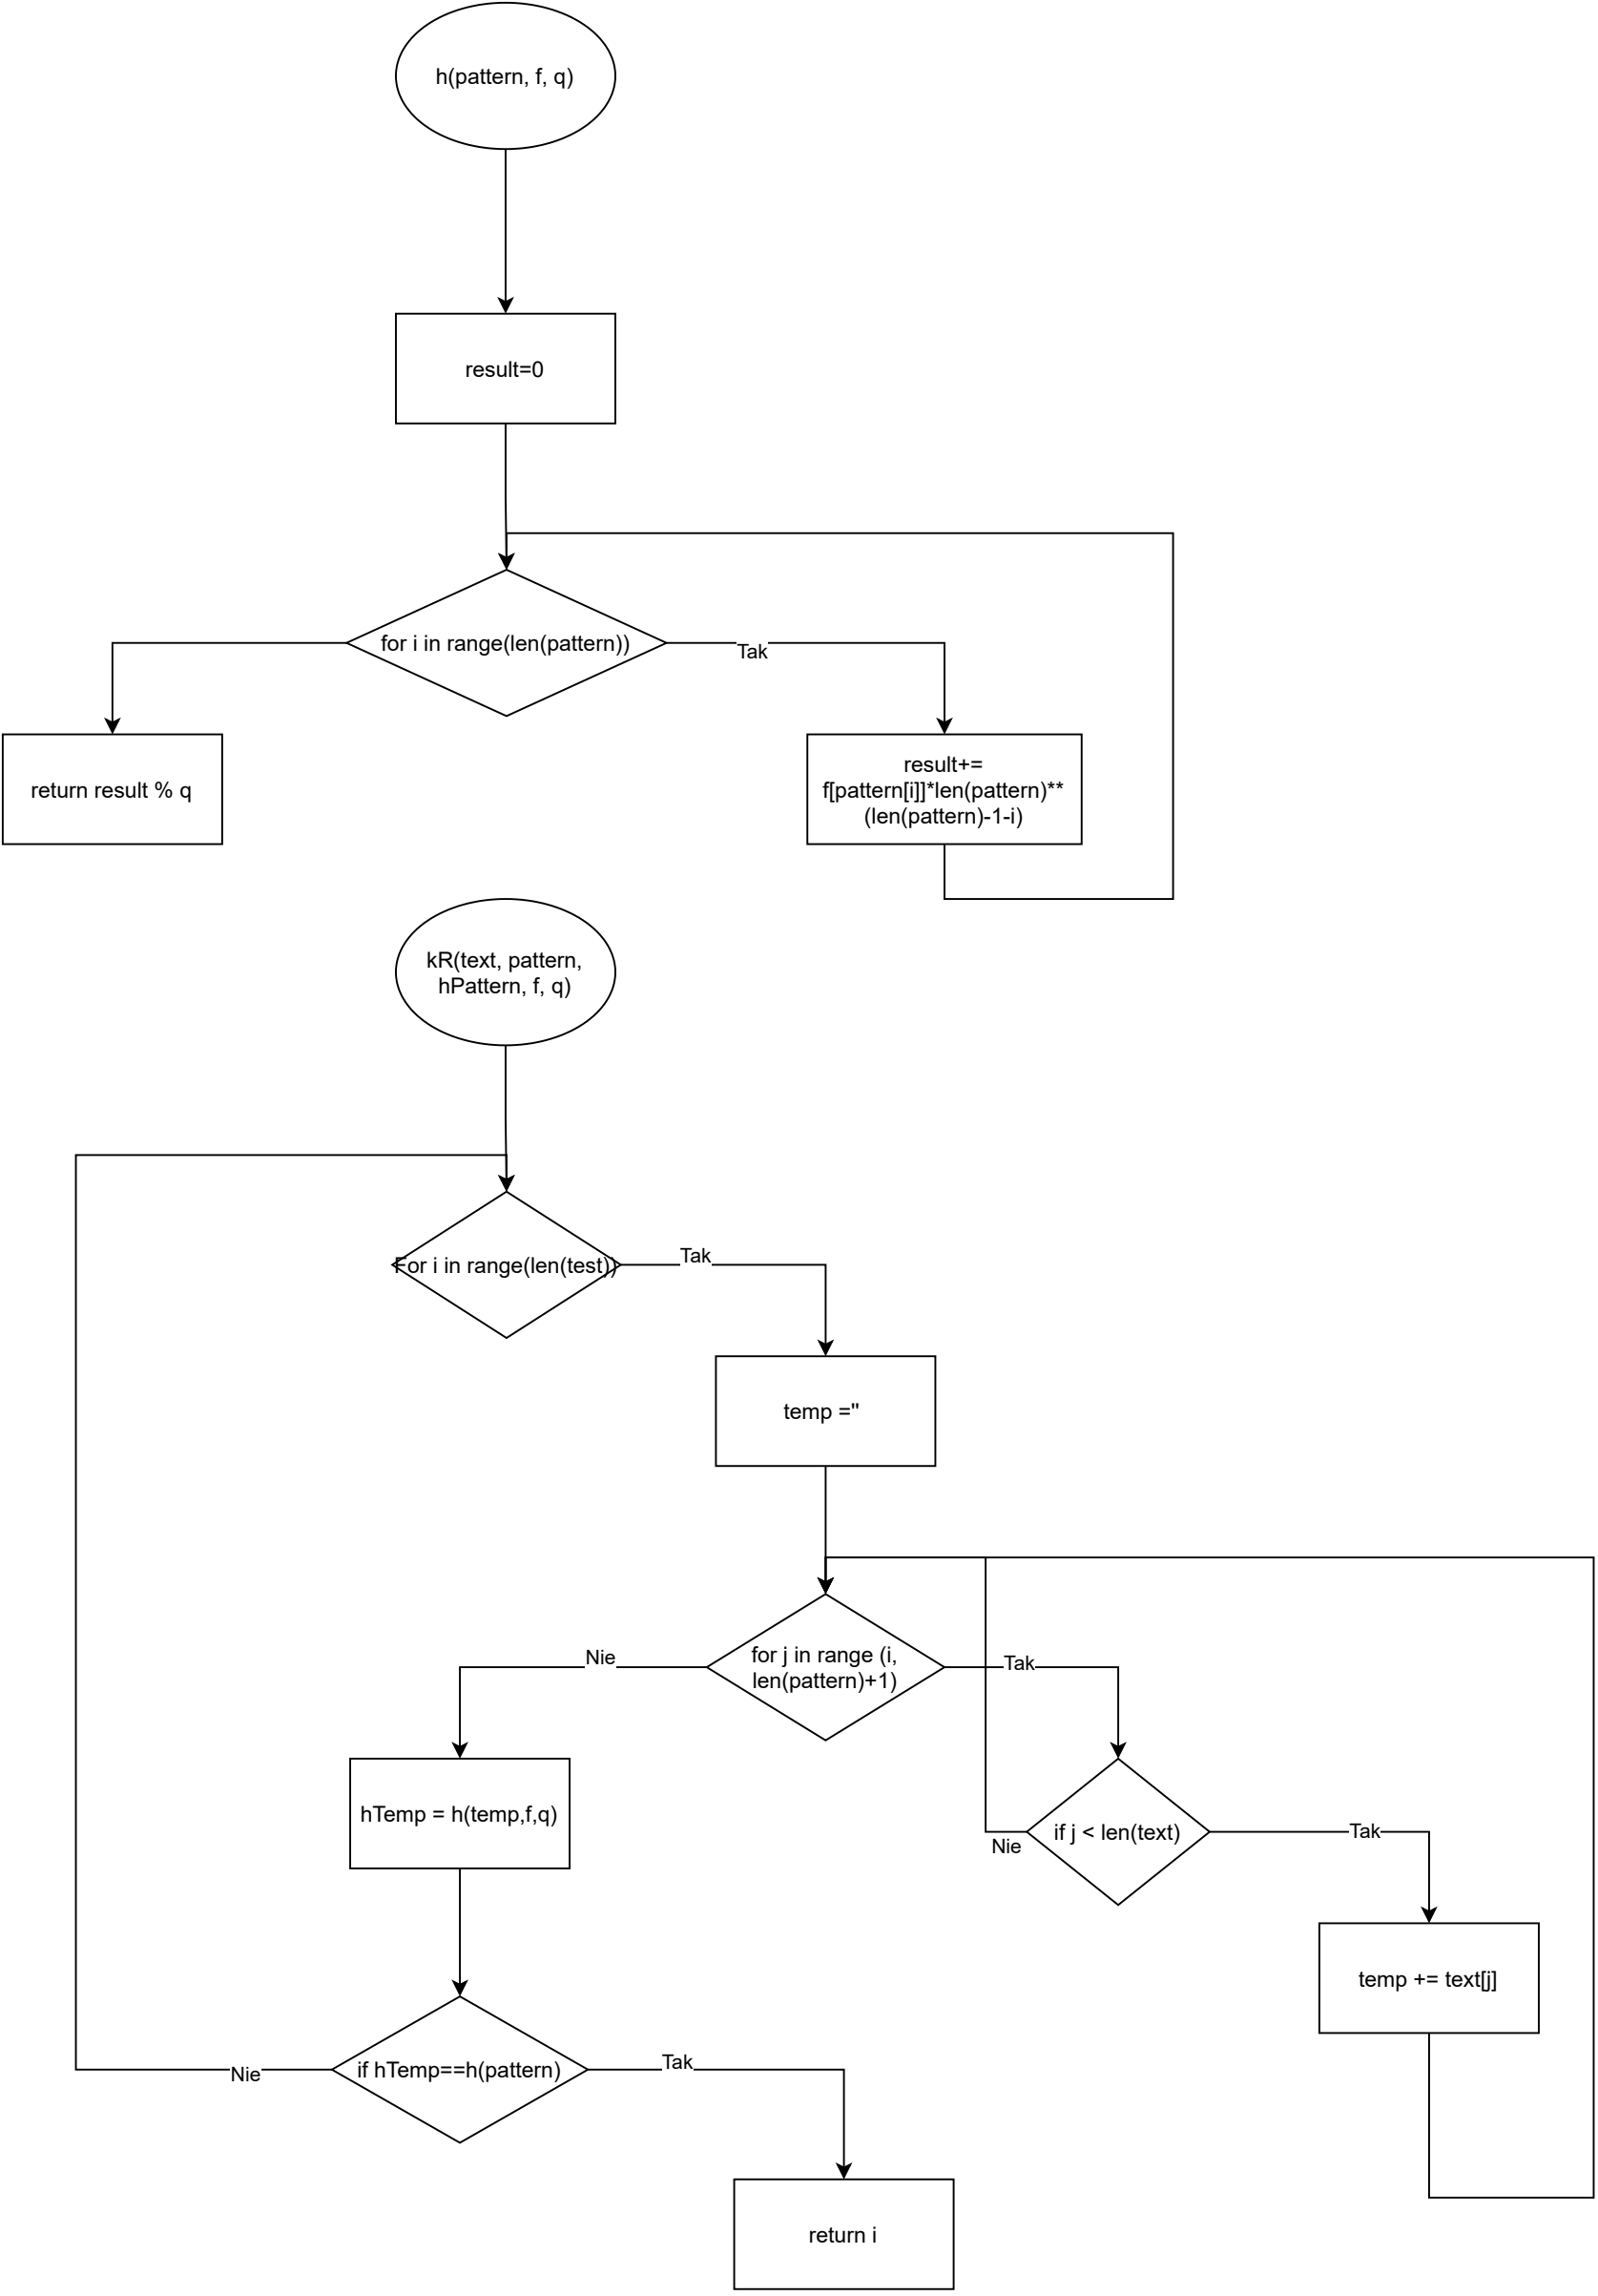 h(pattern, f, q)
result=0
for i in range(len(pattern))
Tak
return result % q
result+=
f[pattern[i]]*len(pattern)**
(len(pattern)-1-i)
kR(text, pattern,
hPattern, f, q)
For i in range(len(test))
Tak
temp =''
for j in range (i,
len(pattern)+1)
Nie
Tak
hTemp = h(temp,f,q)
if j < len(text)
Nie
Tak
temp += text[j]
if hTemp==h(pattern)
Nie
Tak
return i